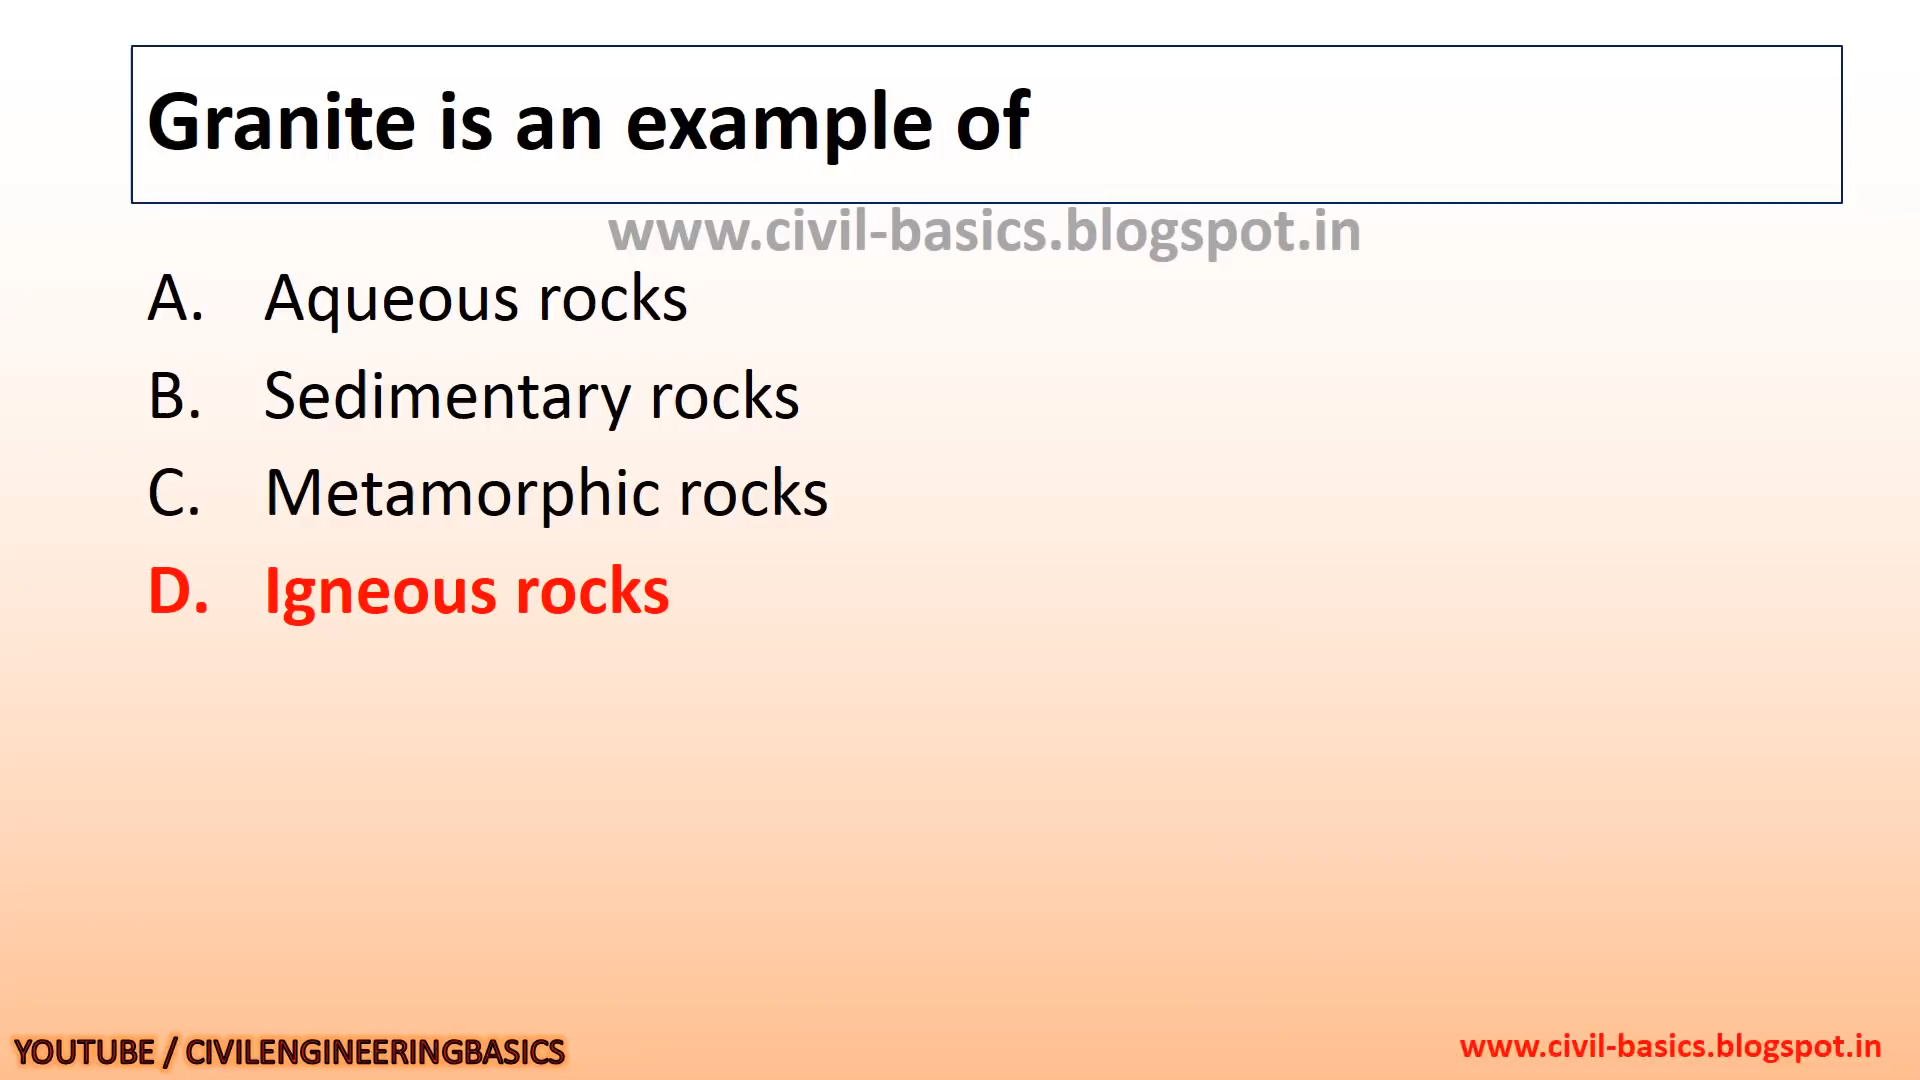 Granite is an example of
www.civil-basics.blogspot.in
A. Aqueous rocks
B. Sedimentary rocks
C. Metamorphic rocks
D. Igneous rocks
YOUTUBE / CIVILENGINEERINGBASICS
www.civil-basics.blogspot.in